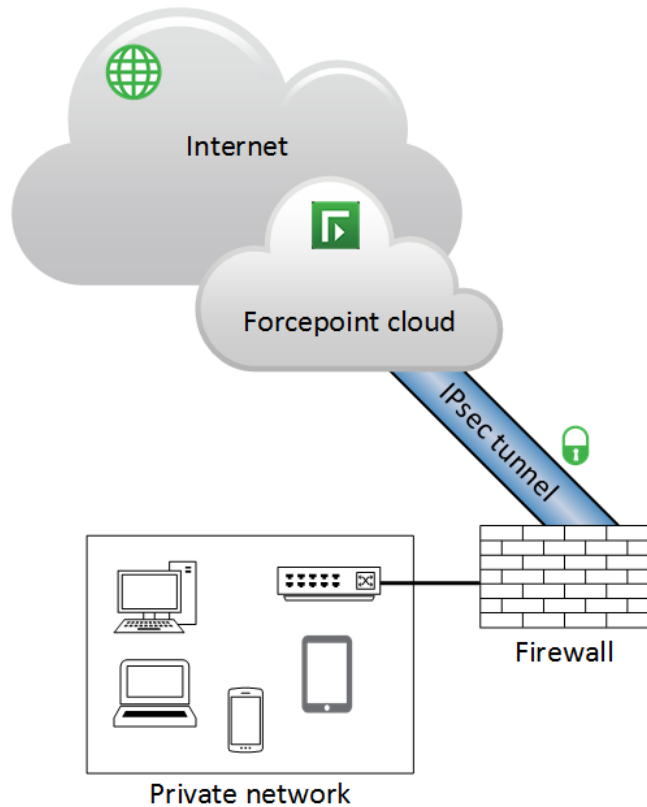 Internet
Forcepoint cloud
IPsec tunnel
Firewall
Private network